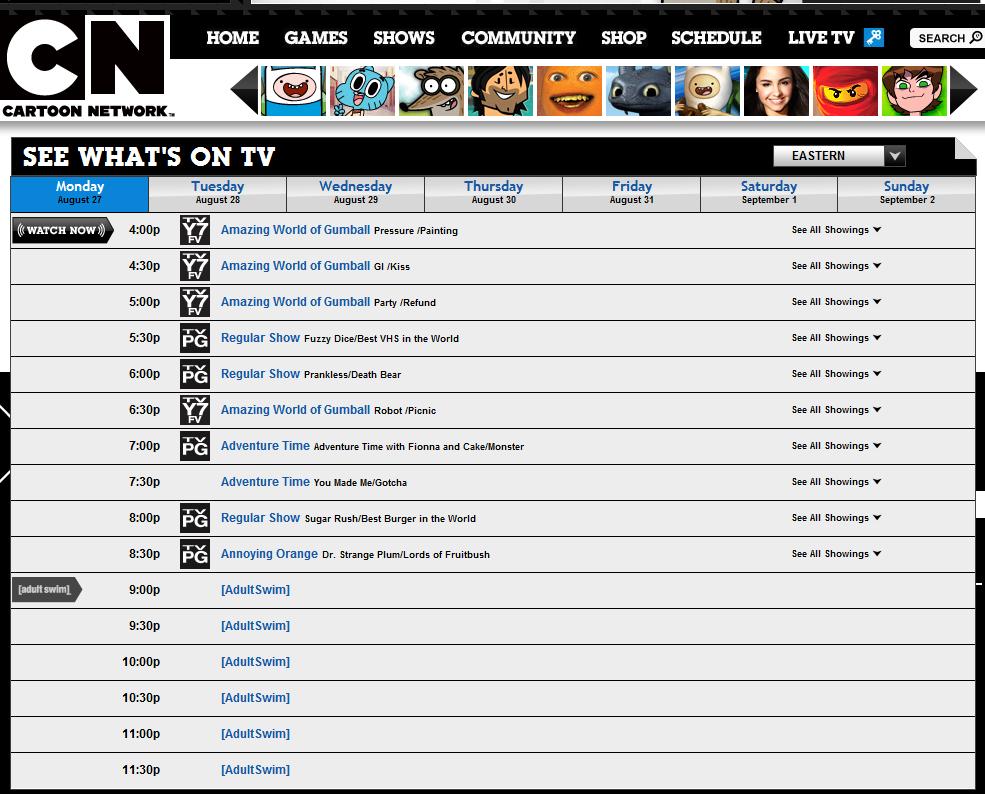 CN
CARTOON NETWORK™
HOME GAMES SHOWS COMMUNITY SHOP SCHEDULE LIVE TV SEARCH
SEE WHAT'S ON TV
EASTERN
Monday Tuesday Wednesday Thursday Friday Saturday Sunday
August 27 August 28 August 29 August 30 August 31 September 1 September 2
WATCH NOW 4:00p TV Y7 FV Amazing World of Gumball Pressure /Painting See All Showings
4:30p TV Y7 FV Amazing World of Gumball GI /Kiss See All Showings
5:00p TV Y7 FV Amazing World of Gumball Party /Refund See All Showings
5:30p TV PG Regular Show Fuzzy Dice/Best VHS in the World See All Showings
6:00p TV PG Regular Show Prankless/Death Bear See All Showings
6:30p TV Y7 FV Amazing World of Gumball Robot /Picnic See All Showings
7:00p TV PG Adventure Time Adventure Time with Fionna and Cake/Monster See All Showings
7:30p Adventure Time You Made Me/Gotcha See All Showings
8:00p TV PG Regular Show Sugar Rush/Best Burger in the World See All Showings
8:30p TV PG Annoying Orange Dr. Strange Plum/Lords of Fruitbush See All Showings
[adult swim] 9:00p [AdultSwim]
9:30p [AdultSwim]
10:00p [AdultSwim]
10:30p [AdultSwim]
11:00p [AdultSwim]
11:30p [AdultSwim]